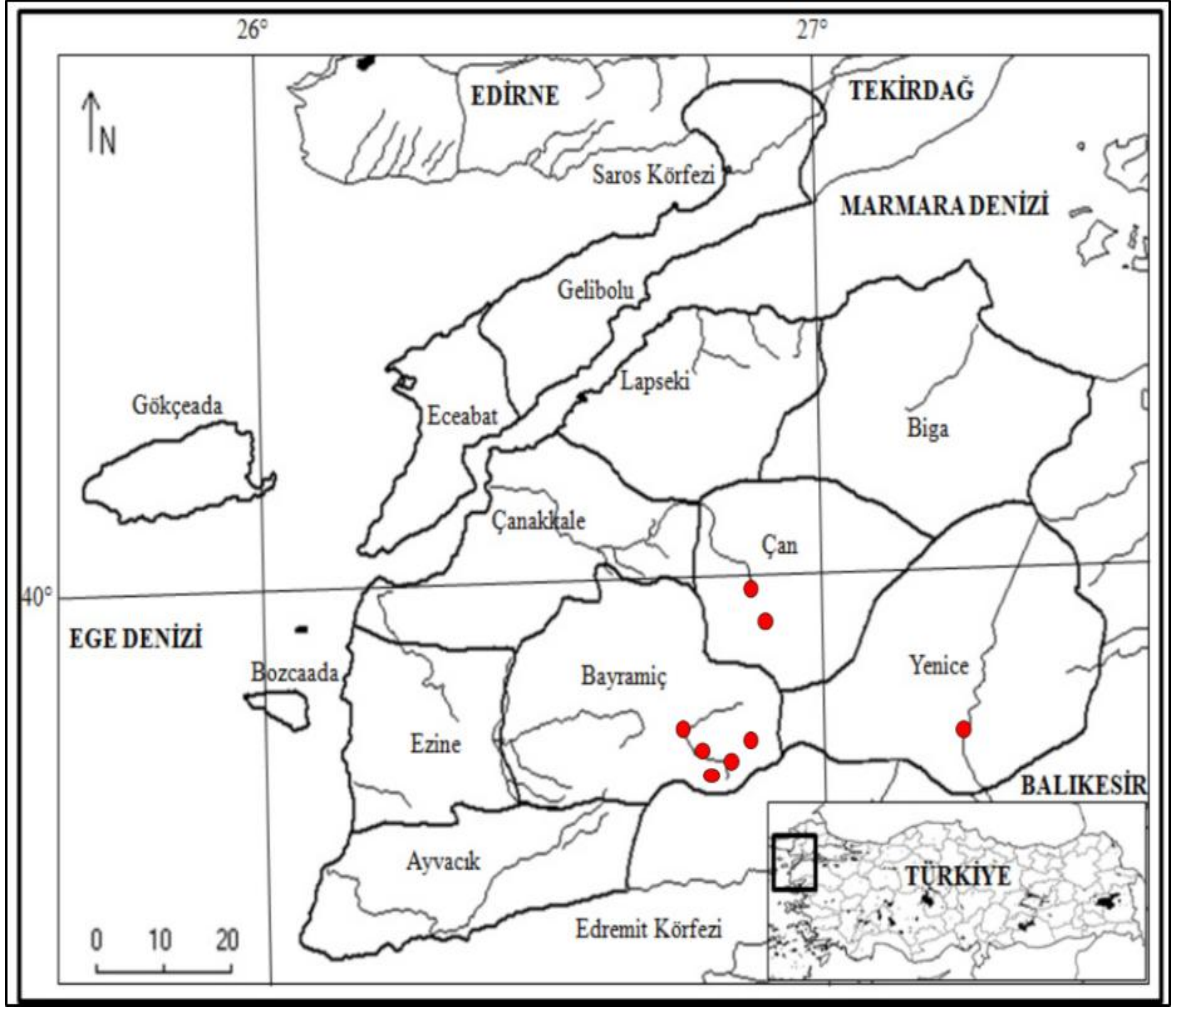 26°
27°
EDİRNE
TEKİRDAĞ
N
Saros Körfezi
MARMARA DENİZİ
Gelibolu
Lapseki
Gökçeada
Eceabat
Biga
Çanakkale
Çan
40°
EGE DENİZİ
Bozcaada
Bayramiç
Yenice
Ezine
BALIKESİR
Ayvacık
TÜRKİYE
Edremit Körfezi
0 10 20